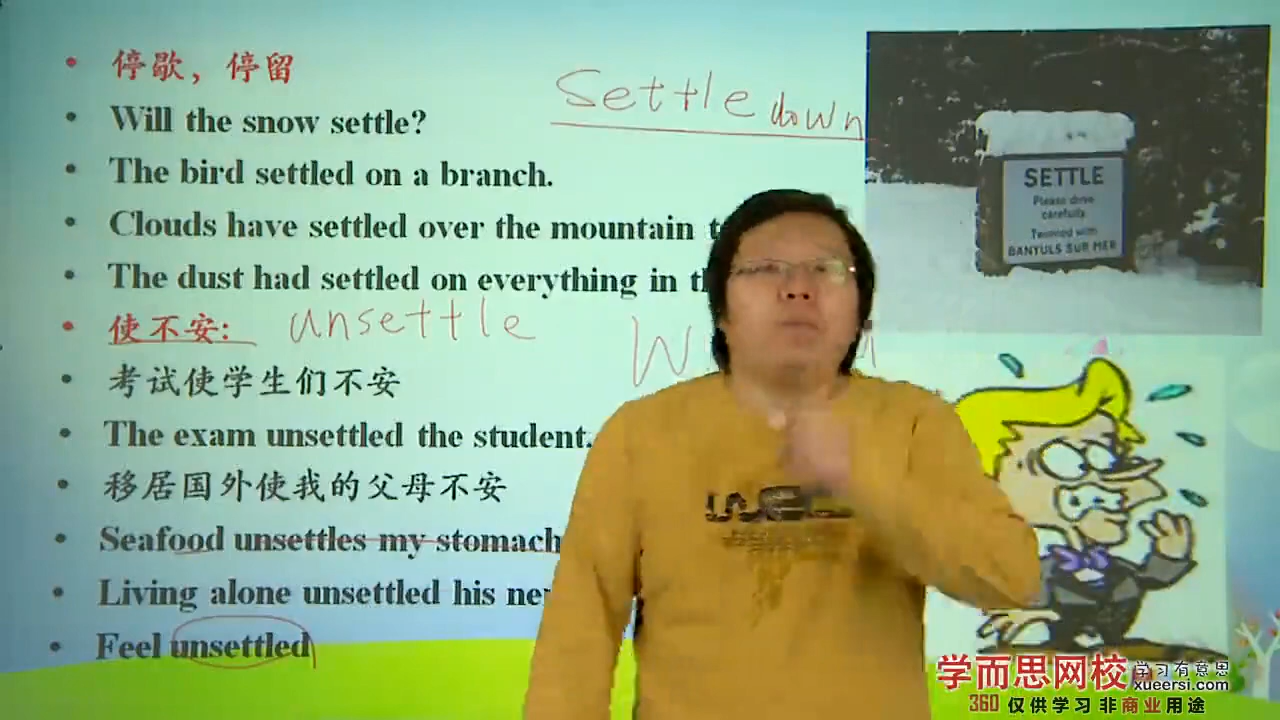 停歇，停留
Settle down
Will the snow settle?
The bird settled on a branch.
Clouds have settled over the mountain
The dust had settled on everything in
使不安: unsettle
考试使学生们不安
The exam unsettled the student.
移居国外使我的父母不安
Seafood unsettles my stomach
Living alone unsettled his
Feel unsettled
SETTLE
Please drive
carefully
Twinned with
BANYULS SUR MER
学而思网校 学习有意思
xueersi.com
360 仅供学习 非商业用途